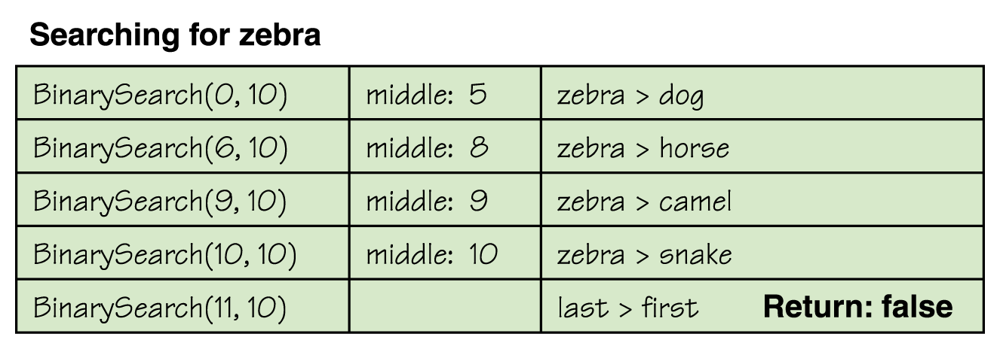 Searching for zebra
BinarySearch(0, 10) middle: 5 zebra > dog
BinarySearch(6, 10) middle: 8 zebra > horse
BinarySearch(9, 10) middle: 9 zebra > camel
BinarySearch(10, 10) middle: 10 zebra > snake
BinarySearch(11, 10) last > first Return: false